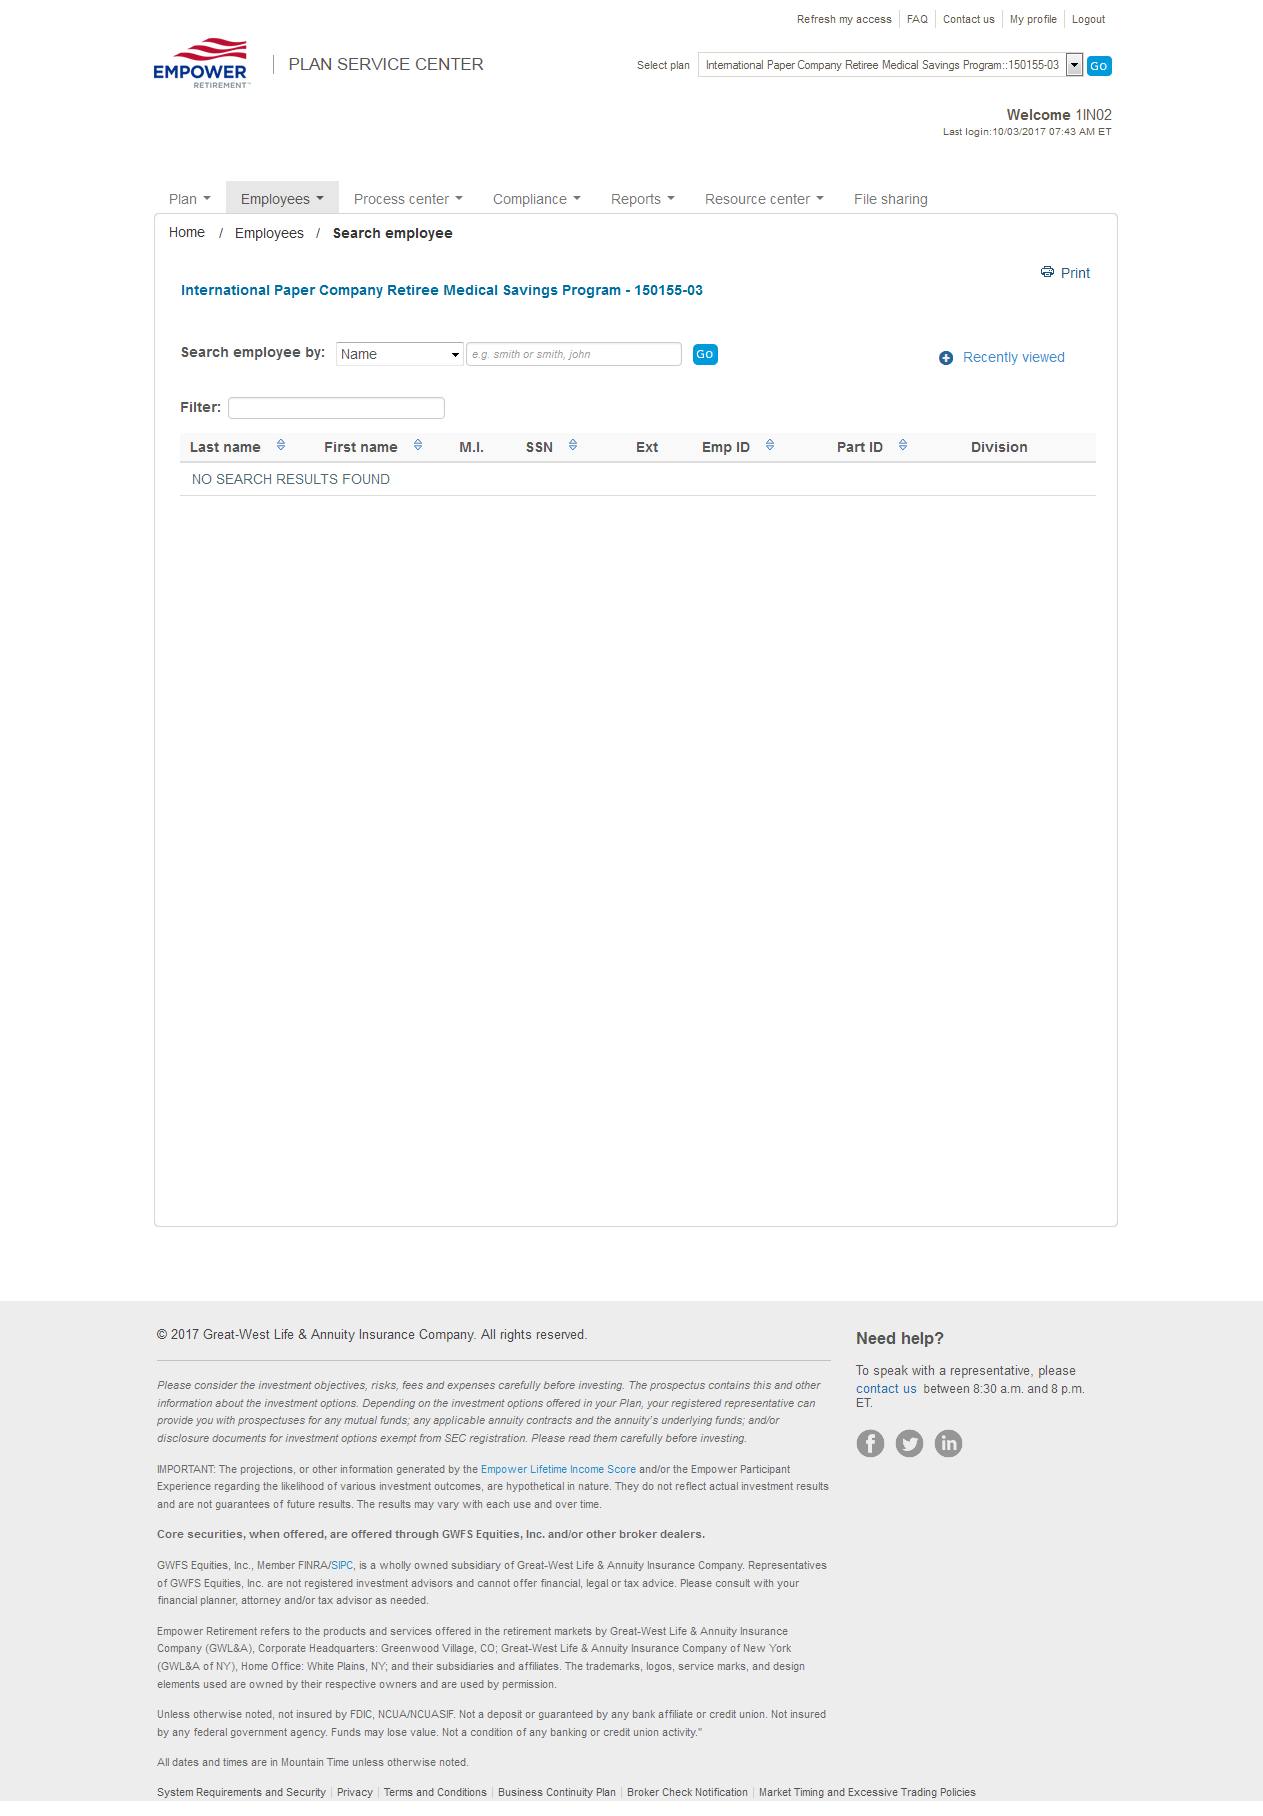 Refresh my access FAQ Contact us My profile Logout
EMPOWER
RETIREMENT™
PLAN SERVICE CENTER
Select plan International Paper Company Retiree Medical Savings Program::150155-03 Go
Welcome 1IN02
Last login:10/03/2017 07:43 AM ET
Plan Employees Process center Compliance Reports Resource center File sharing
Home / Employees / Search employee
Print
International Paper Company Retiree Medical Savings Program - 150155-03
Search employee by: Name e.g. smith or smith, john Go Recently viewed
Filter:
Last name First name M.I. SSN Ext Emp ID Part ID Division
NO SEARCH RESULTS FOUND
© 2017 Great-West Life & Annuity Insurance Company. All rights reserved.
Please consider the investment objectives, risks, fees and expenses carefully before investing. The prospectus contains this and other
information about the investment options. Depending on the investment options offered in your Plan, your registered representative can
provide you with prospectuses for any mutual funds; any applicable annuity contracts and the annuity's underlying funds; and/or
disclosure documents for investment options exempt from SEC registration. Please read them carefully before investing.
IMPORTANT: The projections, or other information generated by the Empower Lifetime Income Score and/or the Empower Participant
Experience regarding the likelihood of various investment outcomes, are hypothetical in nature. They do not reflect actual investment results
and are not guarantees of future results. The results may vary with each use and over time.
Core securities, when offered, are offered through GWFS Equities, Inc. and/or other broker dealers.
GWFS Equities, Inc., Member FINRA/SIPC, is a wholly owned subsidiary of Great-West Life & Annuity Insurance Company. Representatives
of GWFS Equities, Inc. are not registered investment advisors and cannot offer financial, legal or tax advice. Please consult with your
financial planner, attorney and/or tax advisor as needed.
Empower Retirement refers to the products and services offered in the retirement markets by Great-West Life & Annuity Insurance
Company (GWL&A), Corporate Headquarters: Greenwood Village, CO; Great-West Life & Annuity Insurance Company of New York
(GWL&A of NY), Home Office: White Plains, NY; and their subsidiaries and affiliates. The trademarks, logos, service marks, and design
elements used are owned by their respective owners and are used by permission.
Unless otherwise noted, not insured by FDIC, NCUA/NCUASIF. Not a deposit or guaranteed by any bank affiliate or credit union. Not insured
by any federal government agency. Funds may lose value. Not a condition of any banking or credit union activity."
All dates and times are in Mountain Time unless otherwise noted.
System Requirements and Security Privacy Terms and Conditions Business Continuity Plan Broker Check Notification Market Timing and Excessive Trading Policies
Need help?
To speak with a representative, please
contact us between 8:30 a.m. and 8 p.m.
ET.